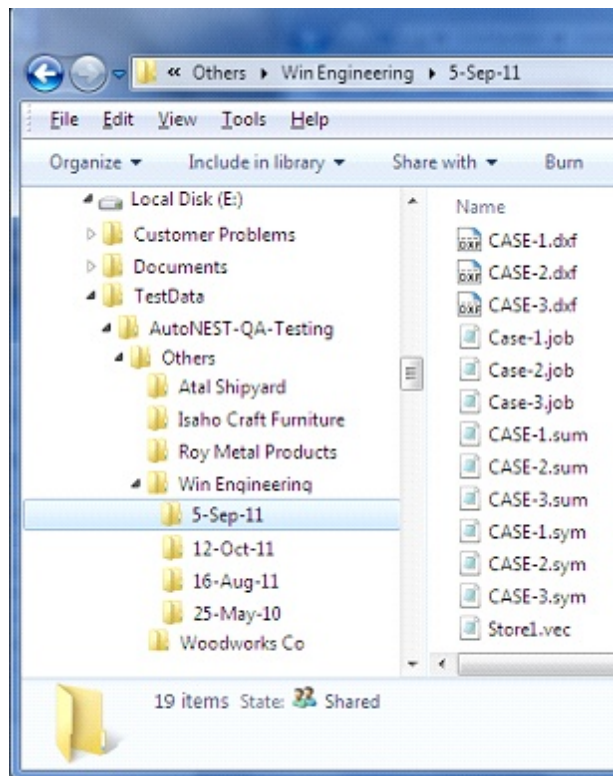 « Others ▸ Win Engineering ▸ 5-Sep-11
File Edit View Tools Help
Organize Include in library Share with Burn
Local Disk (E:)
Customer Problems
Documents
TestData
AutoNEST-QA-Testing
Others
Atal Shipyard
Isaho Craft Furniture
Roy Metal Products
Win Engineering
5-Sep-11
12-Oct-11
16-Aug-11
25-May-10
Woodworks Co
Name
CASE-1.dxf
CASE-2.dxf
CASE-3.dxf
Case-1.job
Case-2.job
Case-3.job
CASE-1.sum
CASE-2.sum
CASE-3.sum
CASE-1.sym
CASE-2.sym
CASE-3.sym
Store1.vec
19 items State: Shared